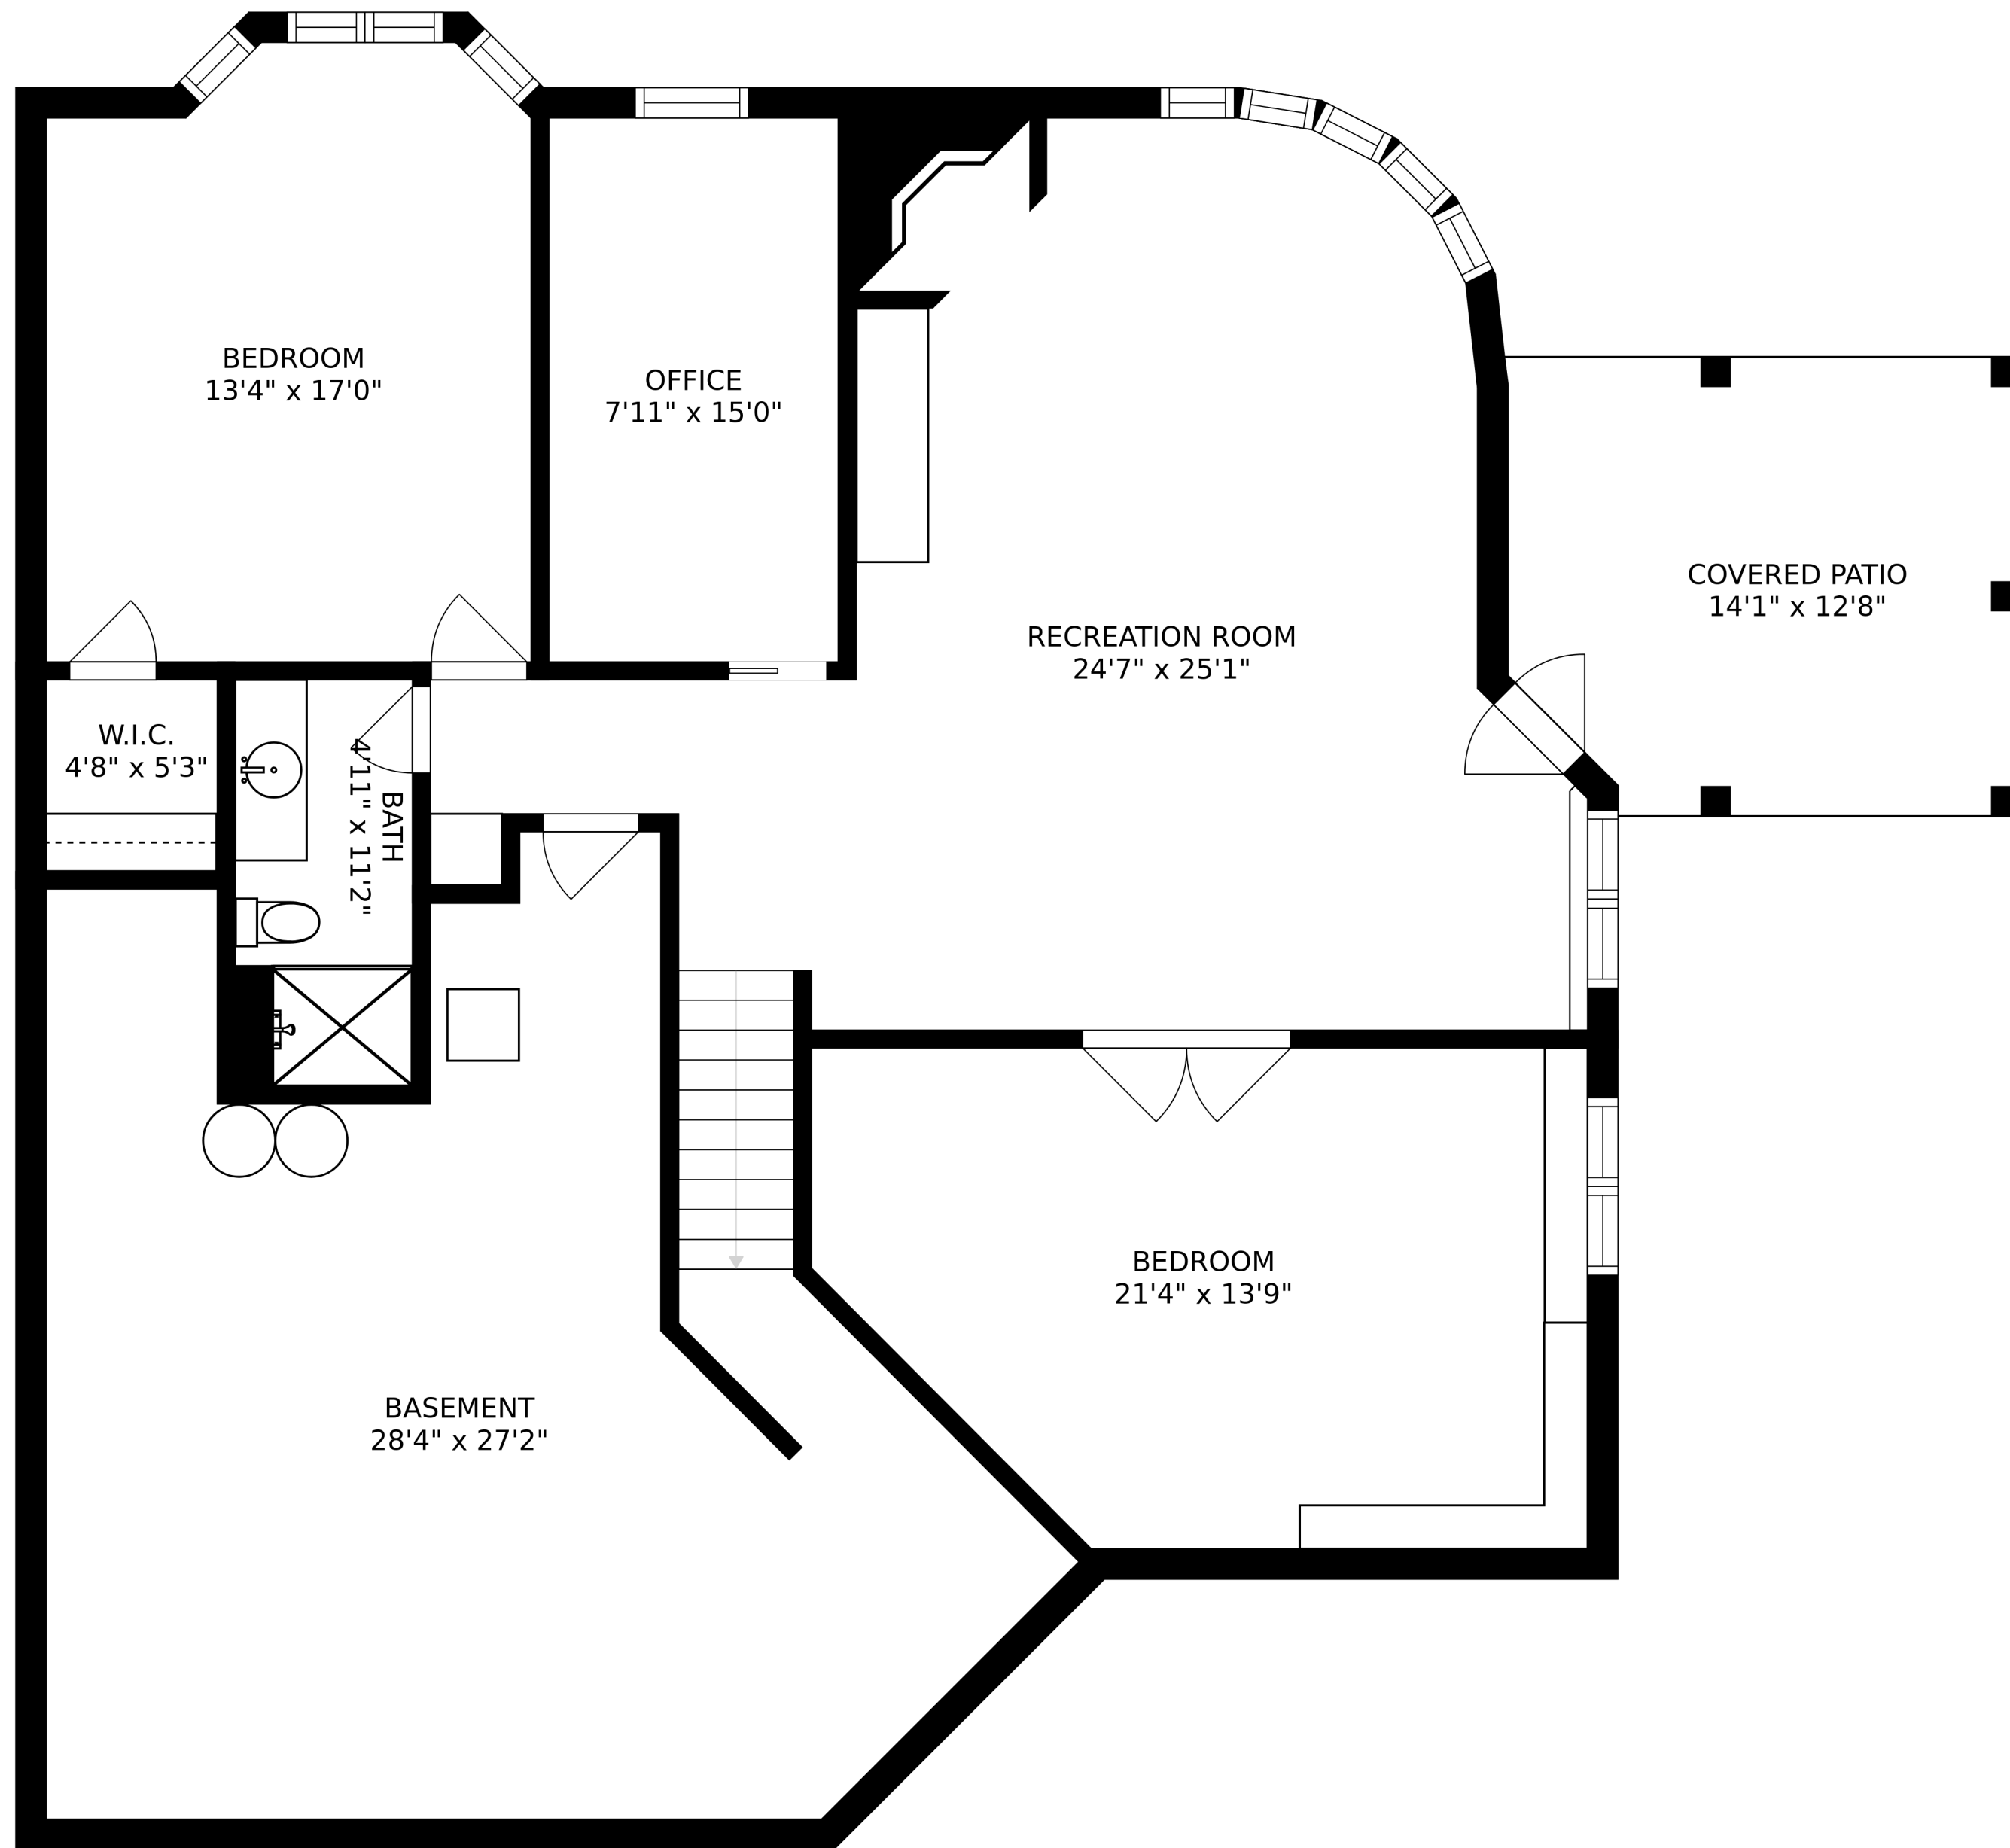 BEDROOM
13'4" x 17'0"
OFFICE
7'11" x 15'0"
COVERED PATIO
14'1" x 12'8"
RECREATION ROOM
24'7" x 25'1"
W.I.C.
4'8" x 5'3"
BATH
4'11" x 11'2"
BEDROOM
21'4" x 13'9"
BASEMENT
28'4" x 27'2"